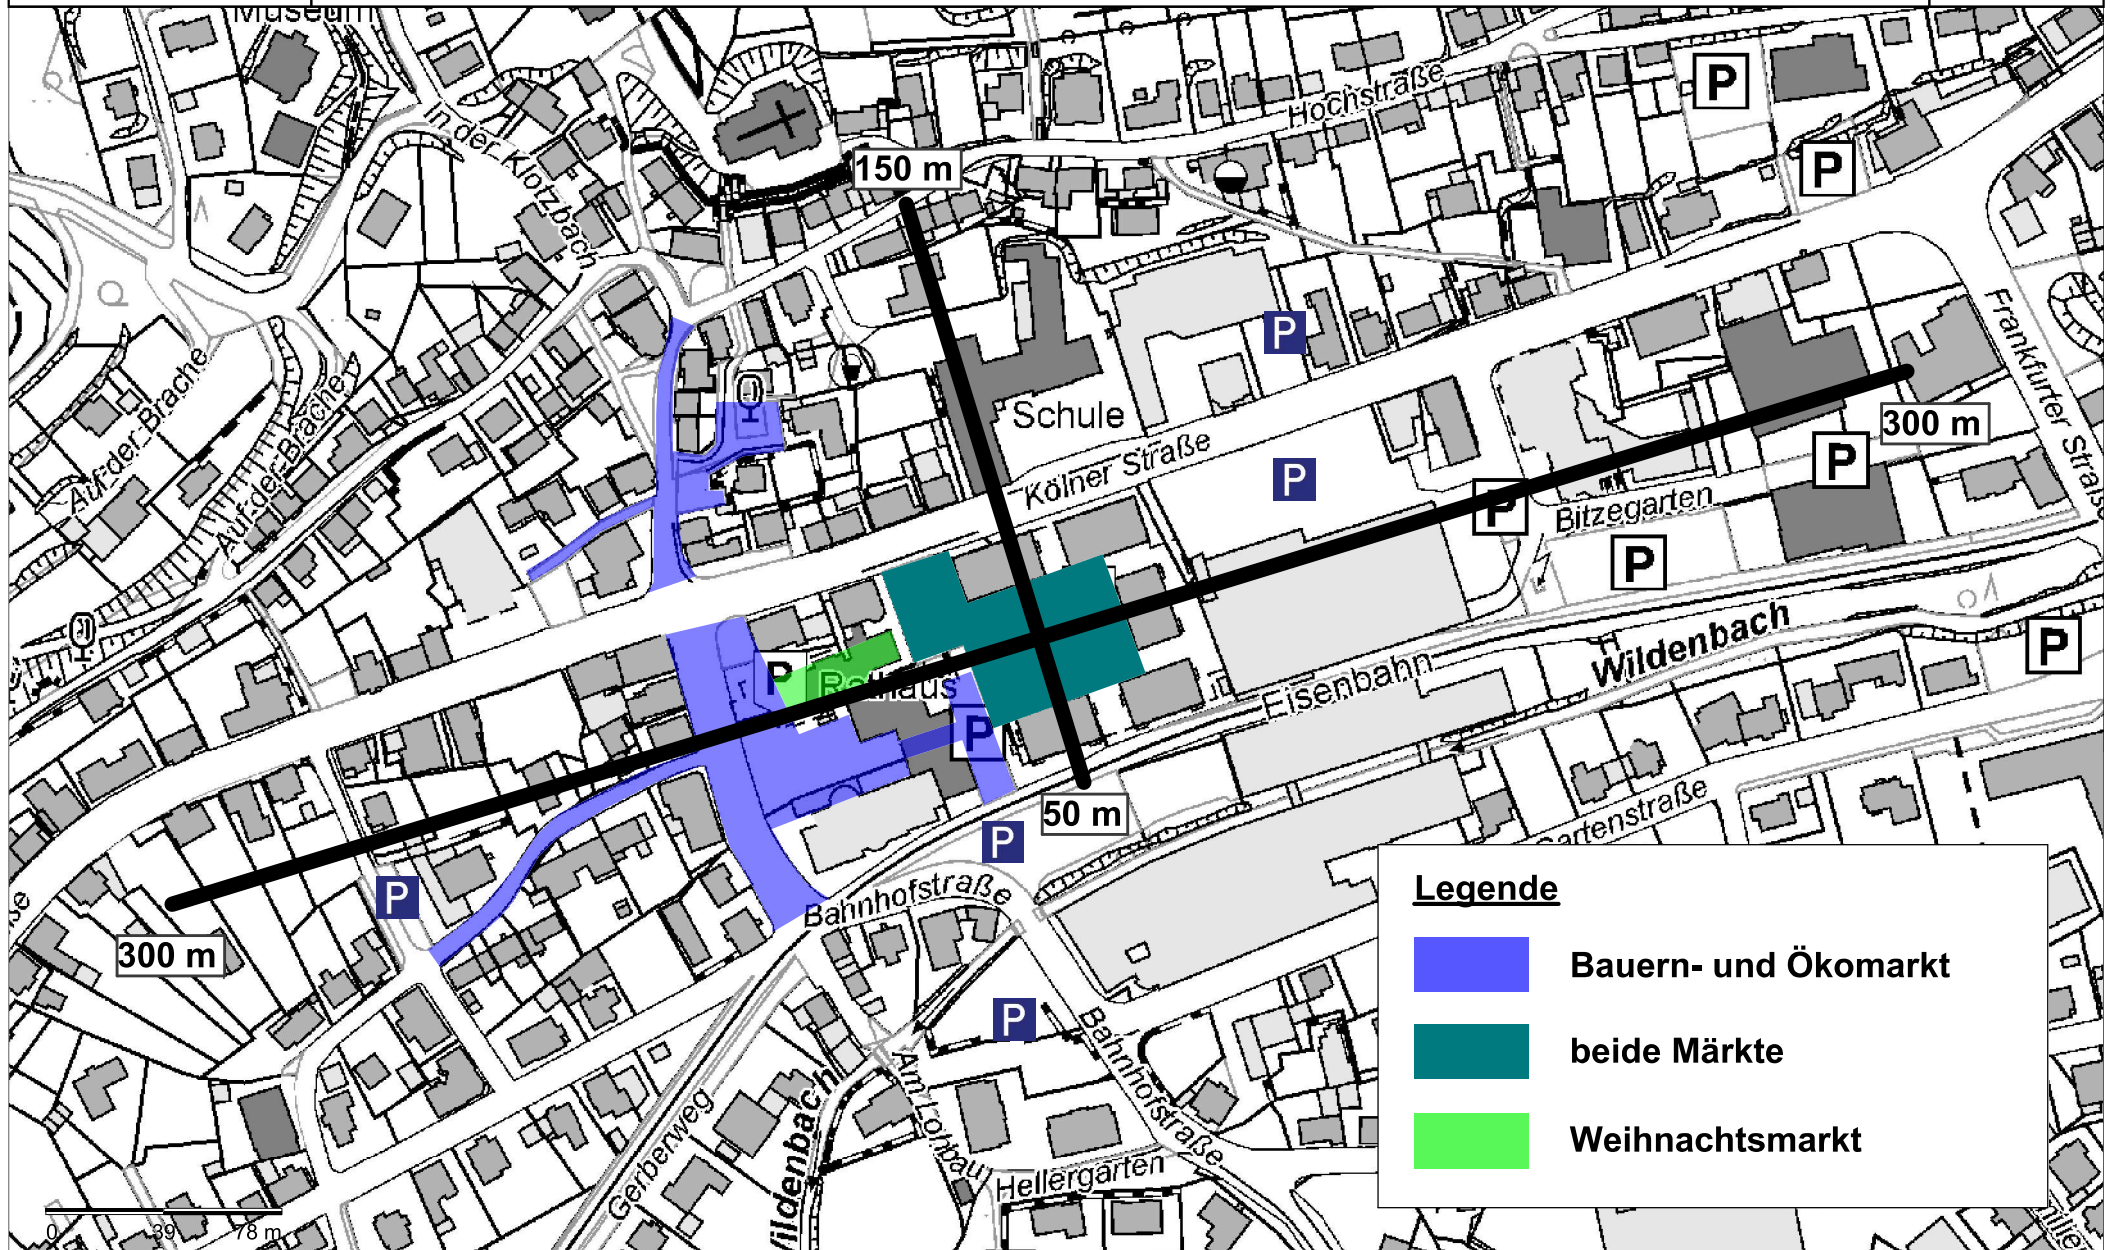 Museum
P
In der Klotzbach
Hochstraße
150 m
P
P
Auf-der-Brache
Auf-der-Brache
Schule
Kölner Straße
P
Frankfurter Straße
300 m
P
P
Bitzegarten
P
P
Rathaus
P
Eisenbahn
Wildenbach
P
50 m
P
P
300 m
Bahnhofstraße
Gartenstraße
P
Bahnhofstraße
Am Lohbau
Gerberweg
Wildenbach
Hellergarten
0 39 78 m
Legende
Bauern- und Ökomarkt
beide Märkte
Weihnachtsmarkt